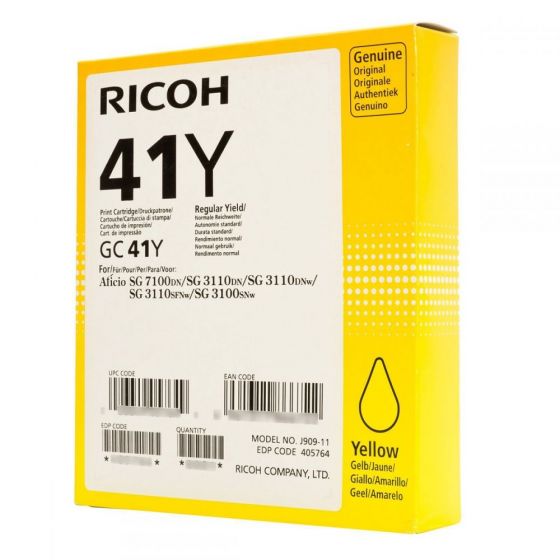 Genuine
Original
Originale
Authentiek
Genuino
RICOH
41Y
Print Cartridge/Druckpatrone/
Cartouche/Cartuccia di stampa/
Cartucho de impresión/
Cart. de impressão
GC 41Y
Regular Yield/
Normale Reichweite/
Autonomie standard/
Durata standard/
Rendimiento normal/
Normaal gebruik/
Rendimento normal
For/Für/Pour/Per/Para/Voor:
Aficio SG 7100DN/SG 3110DN/SG 3110DNw/
SG 3110SFNw/SG 3100SNw
UPC CODE
EAN CODE
EDP CODE
QUANTITY
MODEL NO. J909-11
EDP CODE 405764
RICOH COMPANY, LTD.
Yellow
Gelb/Jaune/
Giallo/Amarillo/
Geel/Amarelo